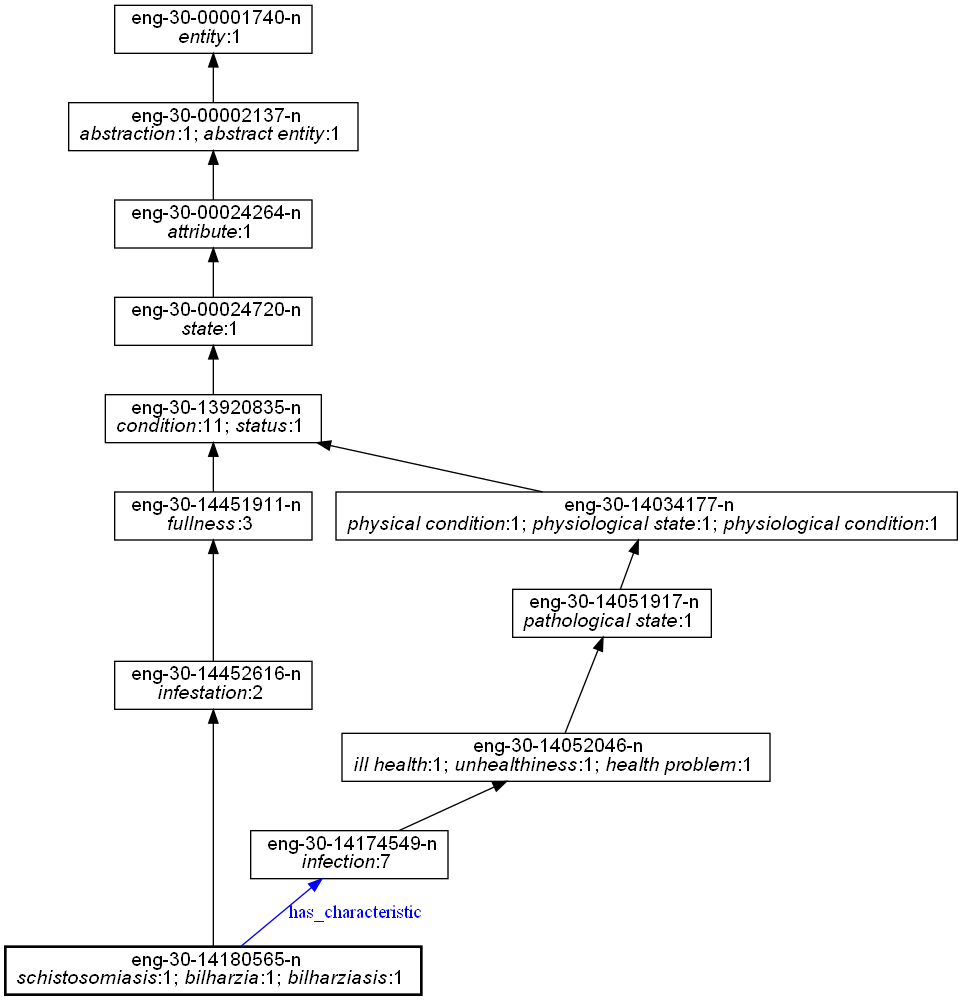 eng-30-00001740-n
entity:1
eng-30-00002137-n
abstraction:1; abstract entity:1
eng-30-00024264-n
attribute:1
eng-30-00024720-n
state:1
eng-30-13920835-n
condition:11; status:1
eng-30-14451911-n
fullness:3
eng-30-14034177-n
physical condition:1; physiological state:1; physiological condition:1
eng-30-14051917-n
pathological state:1
eng-30-14452616-n
infestation:2
eng-30-14052046-n
ill health:1; unhealthiness:1; health problem:1
eng-30-14174549-n
infection:7
has_characteristic
eng-30-14180565-n
schistosomiasis:1; bilharzia:1; bilharziasis:1